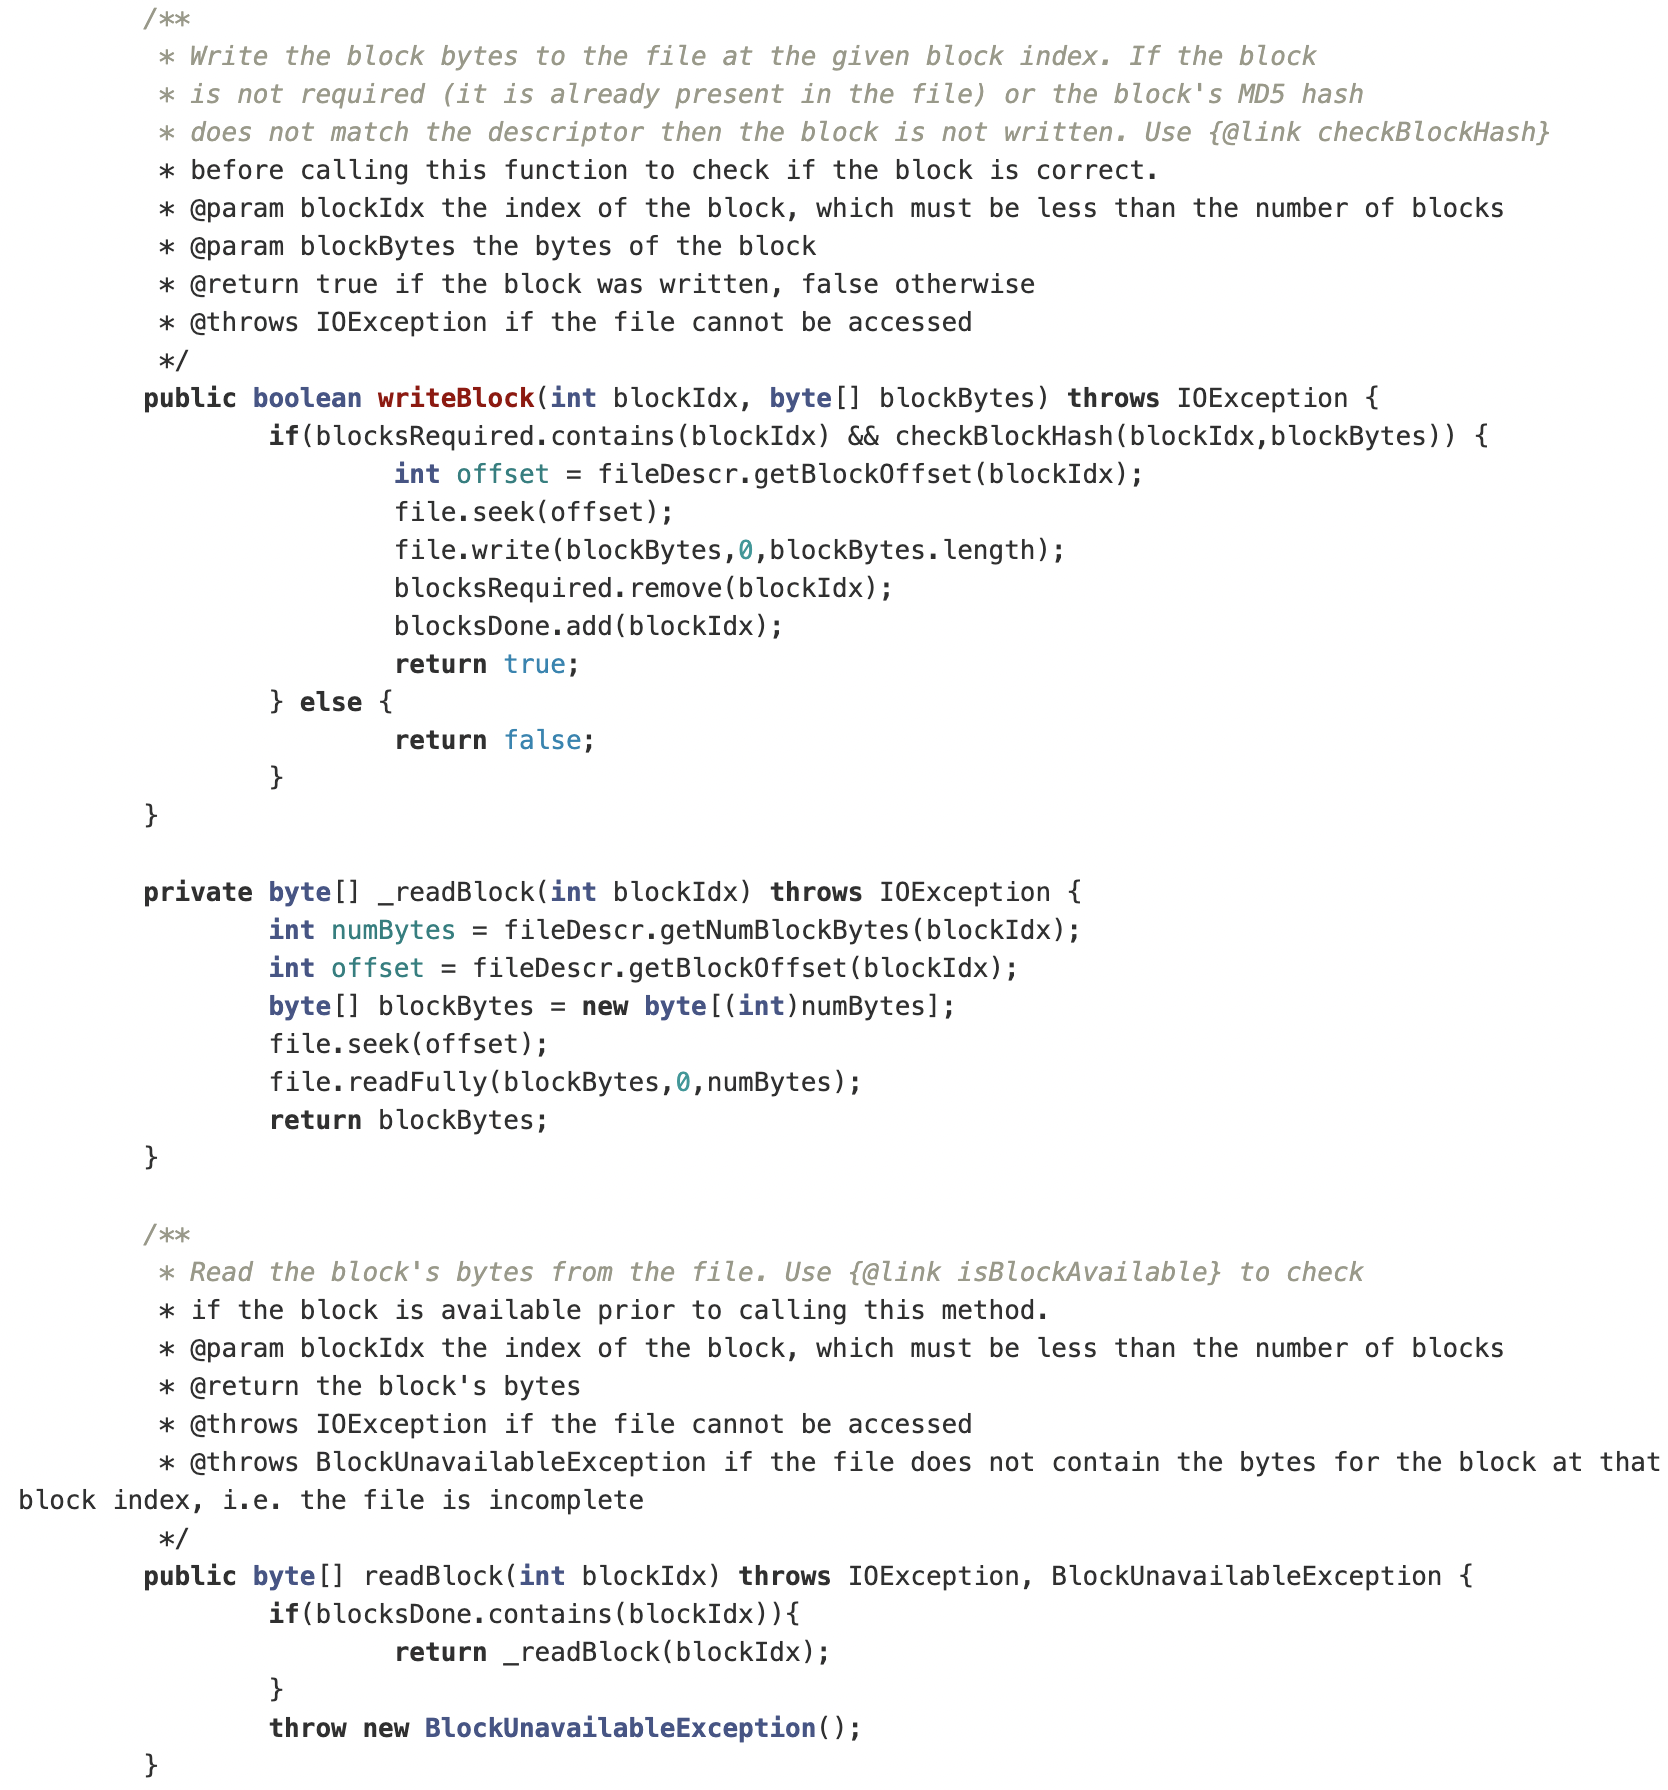 /**
 * Write the block bytes to the file at the given block index. If the block
 * is not required (it is already present in the file) or the block's MD5 hash
 * does not match the descriptor then the block is not written. Use {@link checkBlockHash}
 * before calling this function to check if the block is correct.
 * @param blockIdx the index of the block, which must be less than the number of blocks
 * @param blockBytes the bytes of the block
 * @return true if the block was written, false otherwise
 * @throws IOException if the file cannot be accessed
 */
public boolean writeBlock(int blockIdx, byte[] blockBytes) throws IOException {
if(blocksRequired.contains(blockIdx) && checkBlockHash(blockIdx,blockBytes)) {
int offset = fileDescr.getBlockOffset(blockIdx);
file.seek(offset);
file.write(blockBytes,0,blockBytes.length);
blocksRequired.remove(blockIdx);
blocksDone.add(blockIdx);
return true;
} else {
return false;
}
}
private byte[] _readBlock(int blockIdx) throws IOException {
int numBytes = fileDescr.getNumBlockBytes(blockIdx);
int offset = fileDescr.getBlockOffset(blockIdx);
byte[] blockBytes = new byte[(int)numBytes];
file.seek(offset);
file.readFully(blockBytes,0,numBytes);
return blockBytes;
}
/**
 * Read the block's bytes from the file. Use {@link isBlockAvailable} to check
 * if the block is available prior to calling this method.
 * @param blockIdx the index of the block, which must be less than the number of blocks
 * @return the block's bytes
 * @throws IOException if the file cannot be accessed
 * @throws BlockUnavailableException if the file does not contain the bytes for the block at that
block index, i.e. the file is incomplete
 */
public byte[] readBlock(int blockIdx) throws IOException, BlockUnavailableException {
if(blocksDone.contains(blockIdx)){
return _readBlock(blockIdx);
}
throw new BlockUnavailableException();
}